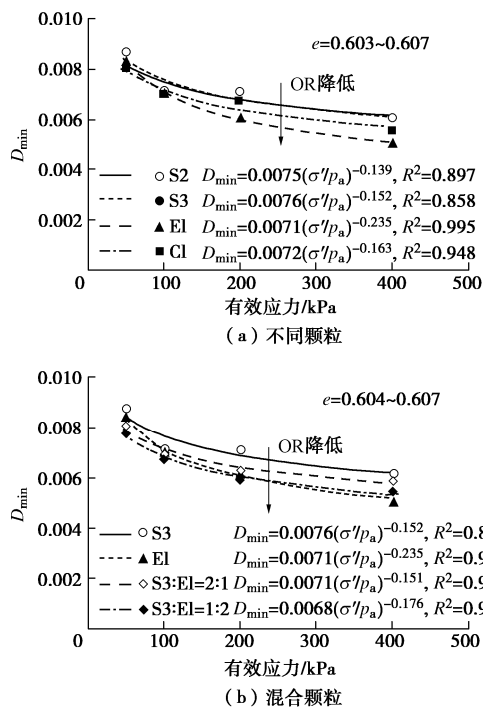 0.010
e=0.603~0.607
0.008
OR降低
0.006
Dmin
0.004
S2 Dmin=0.0075(σ'/pa)^-0.139, R²=0.897
S3 Dmin=0.0076(σ'/pa)^-0.152, R²=0.858
0.002
El Dmin=0.0071(σ'/pa)^-0.235, R²=0.995
Cl Dmin=0.0072(σ'/pa)^-0.163, R²=0.948
0 100 200 300 400 500
有效应力/kPa
(a)不同颗粒
0.010
e=0.604~0.607
0.008
OR降低
0.006
Dmin
0.004
S3 Dmin=0.0076(σ'/pa)^-0.152, R²=0.8
El Dmin=0.0071(σ'/pa)^-0.235, R²=0.9
0.002
S3:El=2:1 Dmin=0.0071(σ'/pa)^-0.151, R²=0.9
S3:El=1:2 Dmin=0.0068(σ'/pa)^-0.176, R²=0.9
0 100 200 300 400 500
有效应力/kPa
(b)混合颗粒